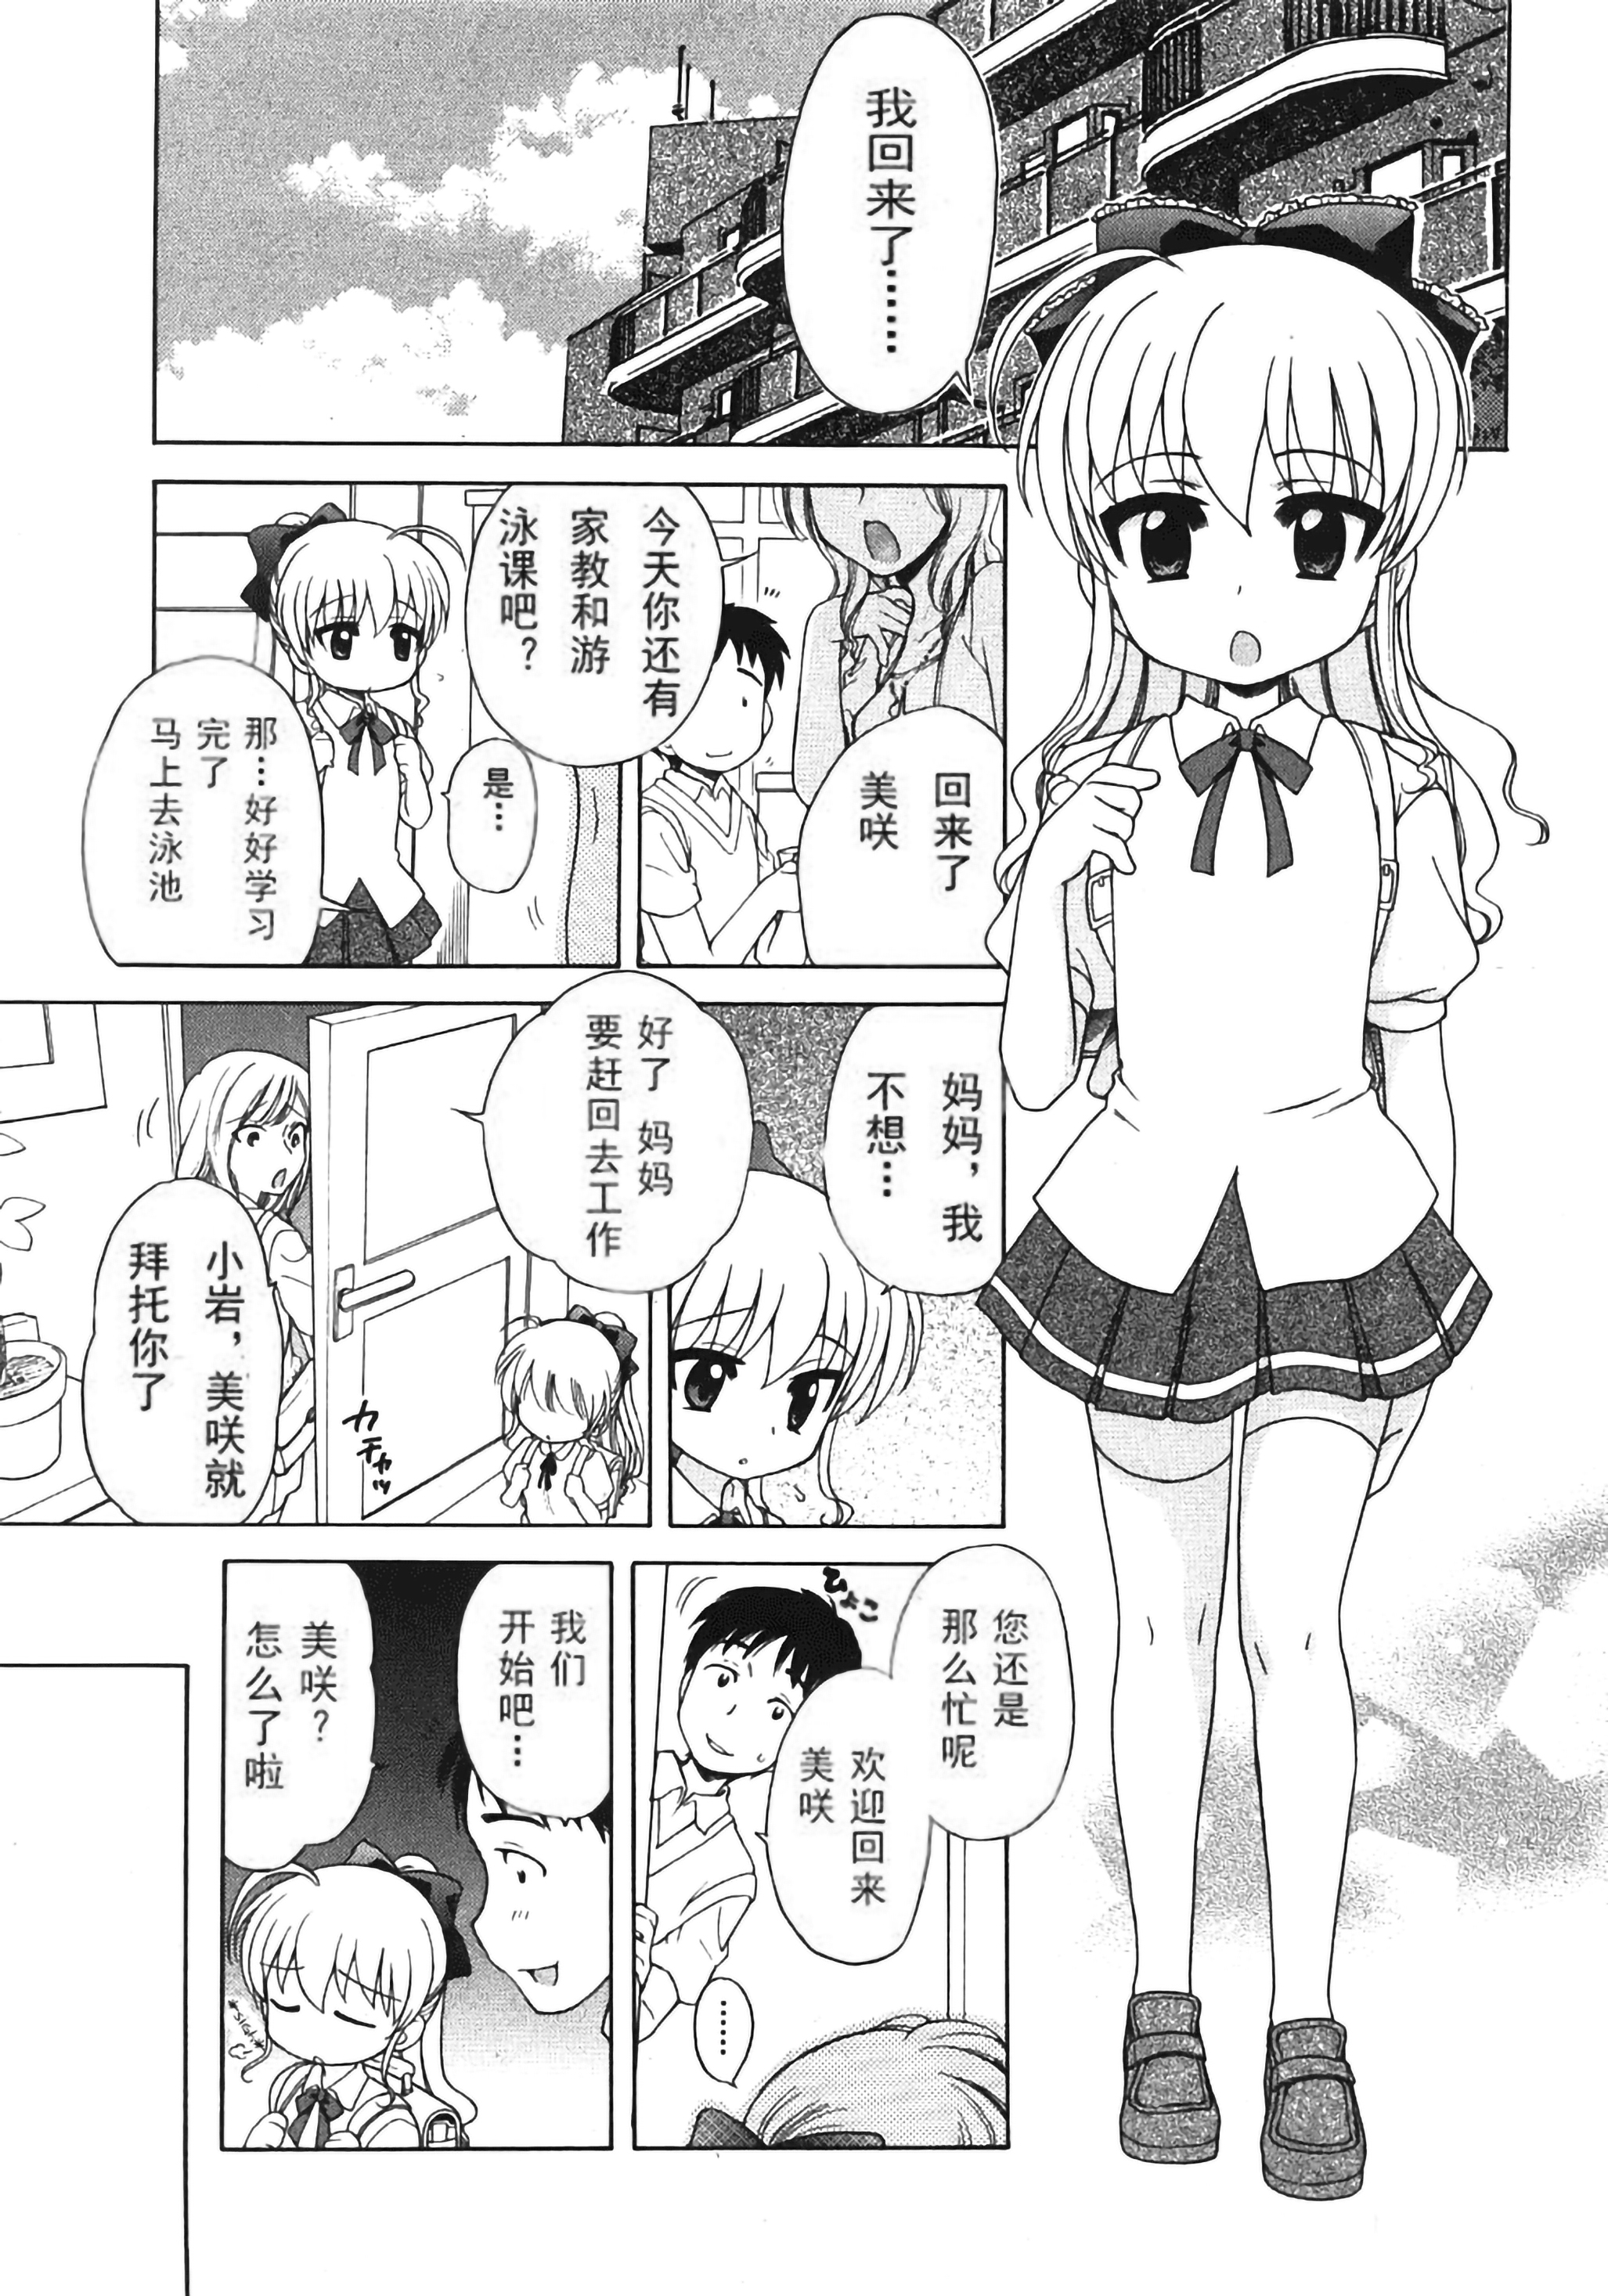 我回来了……
回来了
美咲
今天你还有
家教和游
泳课吧?
是…
那…好好学习
完了
马上去泳池
妈妈,我
不想…
好了 妈妈
要赶回去工作
カチャッ
小岩,美咲就
拜托你了
ひょこ
您还是
那么忙呢
欢迎回来
美咲
……
我们
开始吧…
美咲?
怎么了啦
*sigh*